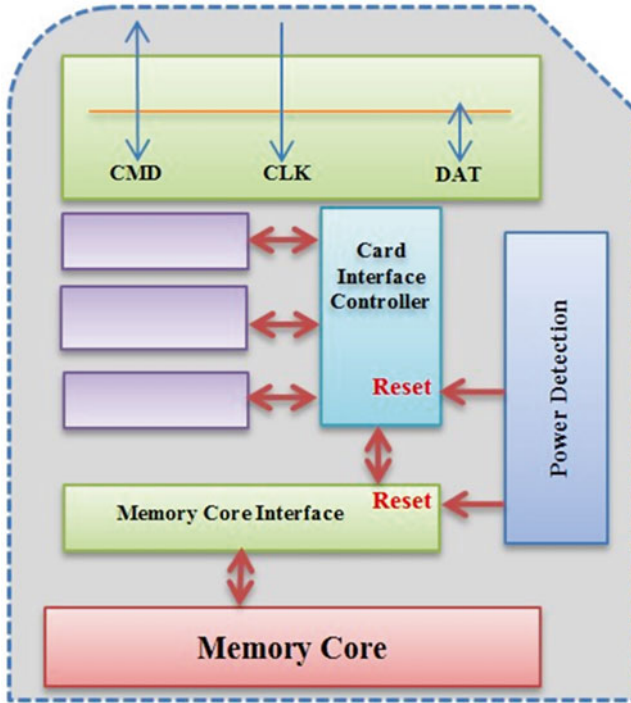 CMD
CLK
DAT
Card
Interface
Controller
Reset
Power Detection
Memory Core Interface
Reset
Memory Core